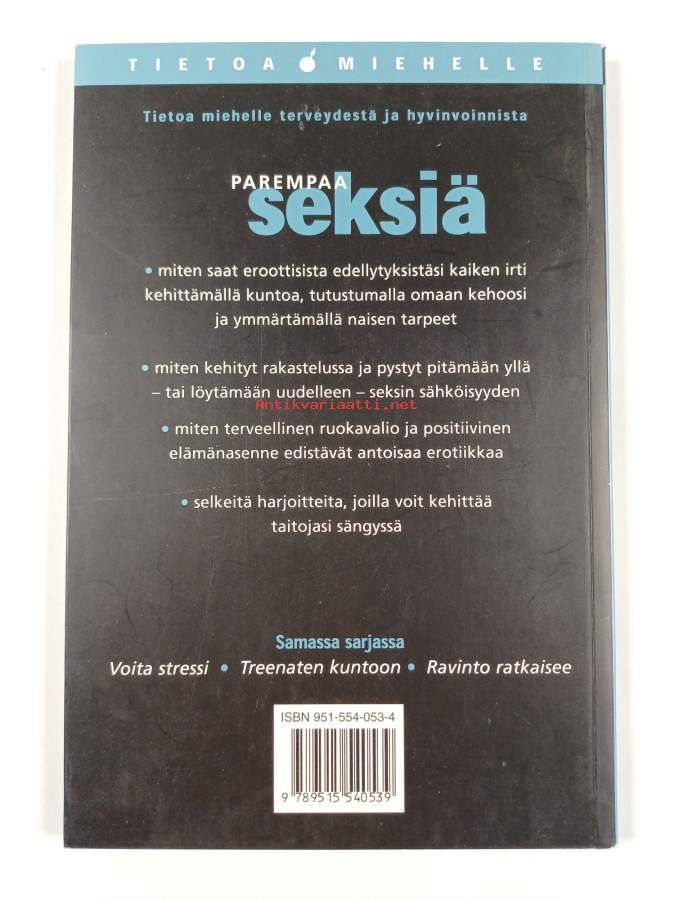 TIETOA MIEHELLE
Tietoa miehelle terveydestä ja hyvinvoinnista
PAREMPAA
seksiä
• miten saat eroottisista edellytyksistäsi kaiken irti
kehittämällä kuntoa, tutustumalla omaan kehoosi
ja ymmärtämällä naisen tarpeet
• miten kehityt rakastelussa ja pystyt pitämään yllä
– tai löytämään uudelleen – seksin sähköisyyden
Antikvariaatti.net
• miten terveellinen ruokavalio ja positiivinen
elämänasenne edistävät antoisaa erotiikkaa
• selkeitä harjoitteita, joilla voit kehittää
taitojasi sängyssä
Samassa sarjassa
Voita stressi • Treenaten kuntoon • Ravinto ratkaisee
ISBN 951-554-053-4
9 789515 540539